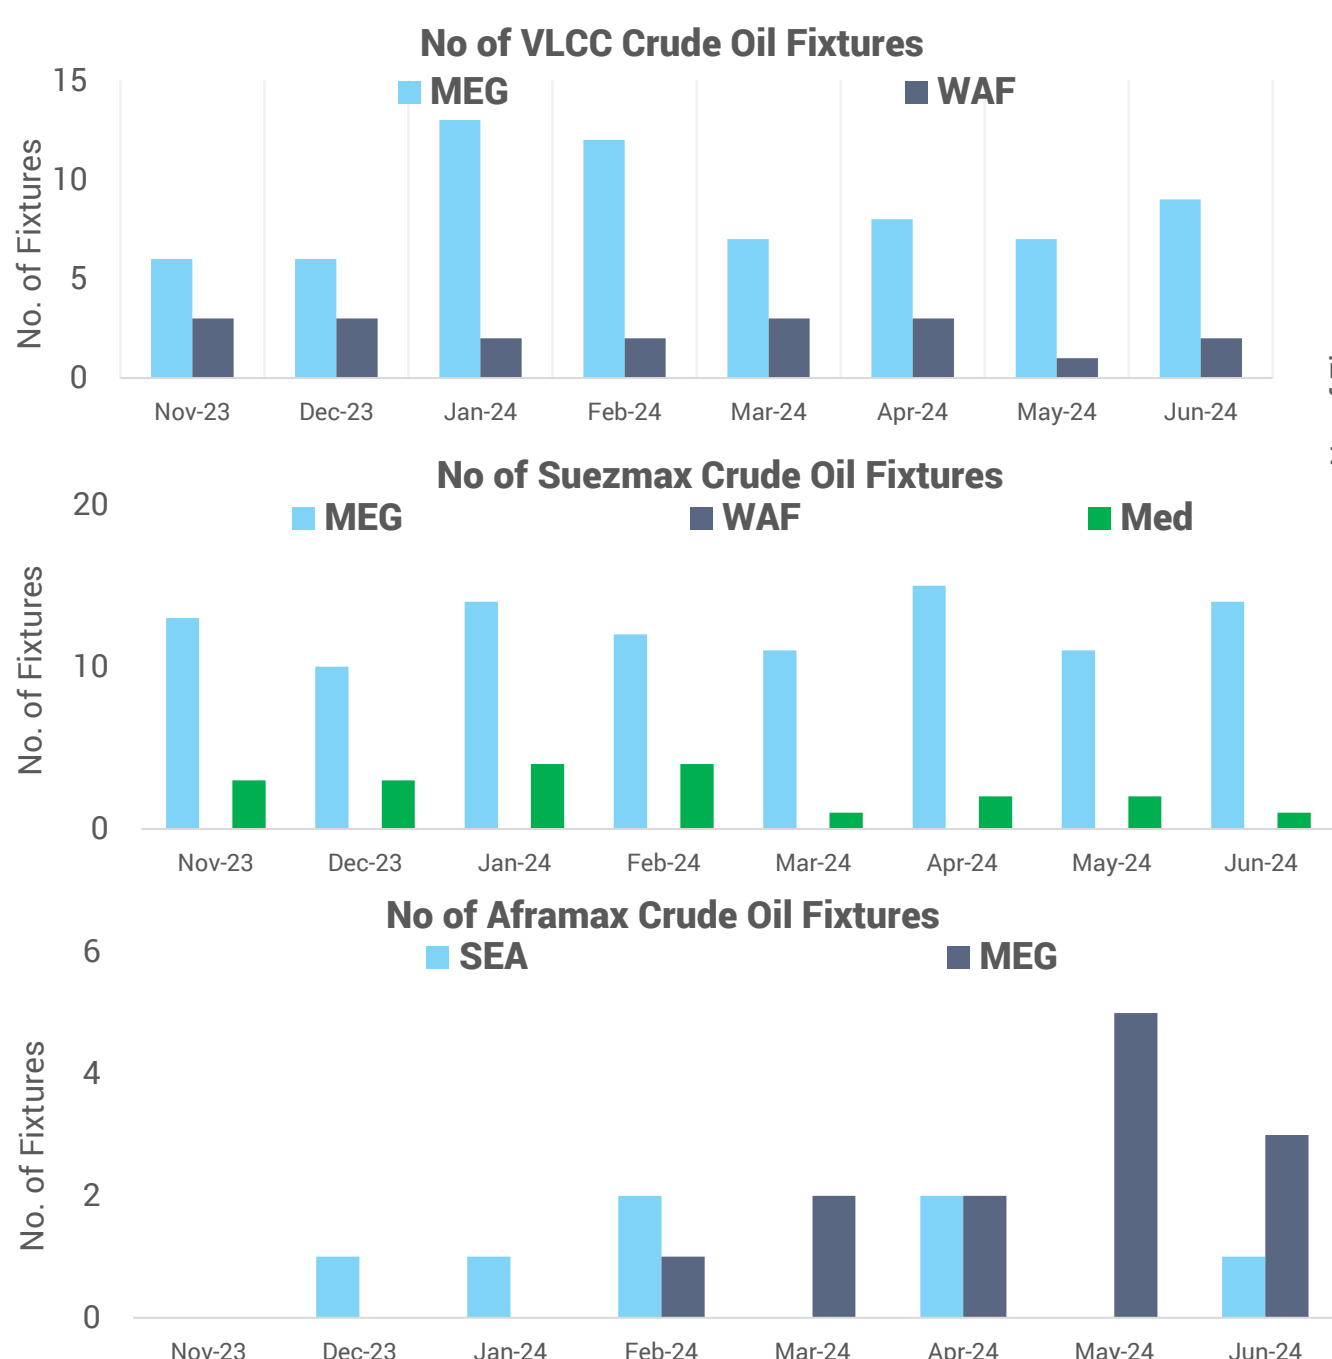 No of VLCC Crude Oil Fixtures
MEG WAF
No. of Fixtures
15
10
5
0
Nov-23 Dec-23 Jan-24 Feb-24 Mar-24 Apr-24 May-24 Jun-24
No of Suezmax Crude Oil Fixtures
MEG WAF Med
No. of Fixtures
20
10
0
Nov-23 Dec-23 Jan-24 Feb-24 Mar-24 Apr-24 May-24 Jun-24
No of Aframax Crude Oil Fixtures
SEA MEG
No. of Fixtures
6
4
2
0
Nov-23 Dec-23 Jan-24 Feb-24 Mar-24 Apr-24 May-24 Jun-24